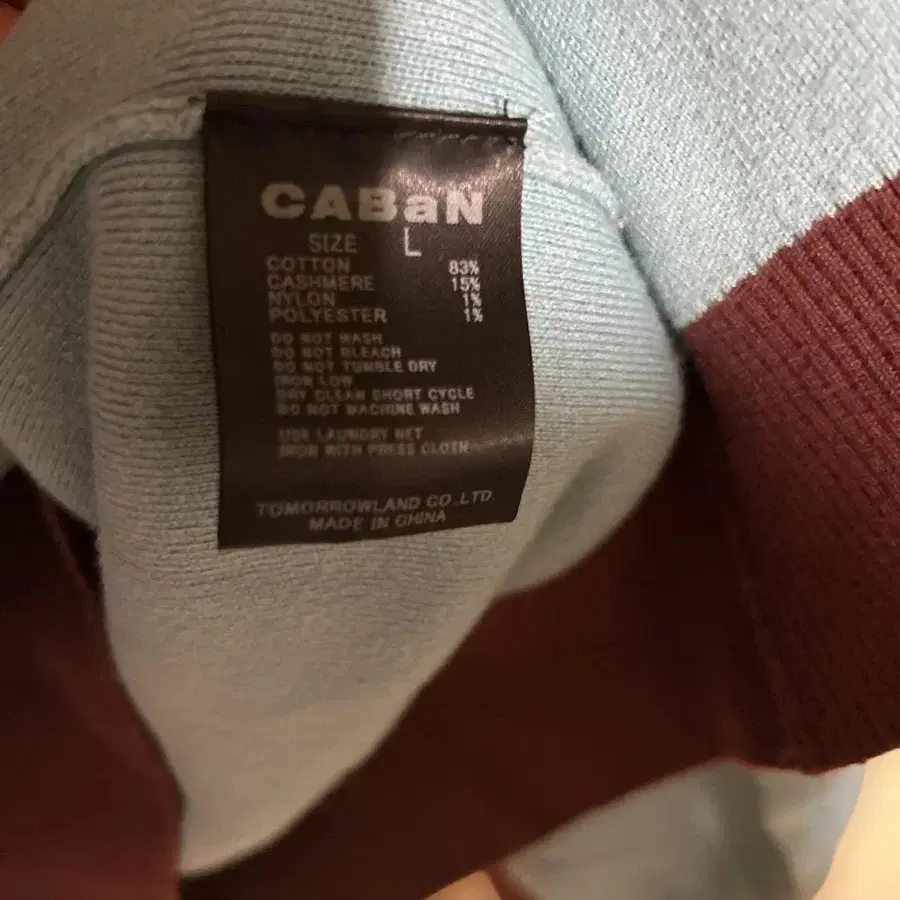 CABaN
SIZE L
COTTON 83%
CASHMERE 15%
NYLON 1%
POLYESTER 1%
DO NOT WASH
DO NOT BLEACH
DO NOT TUMBLE DRY
IRON LOW
DRY CLEAN SHORT CYCLE
DO NOT MACHINE WASH
USE LAUNDRY NET
IRON WITH PRESS CLOTH
TOMORROWLAND CO.,LTD.
MADE IN CHINA